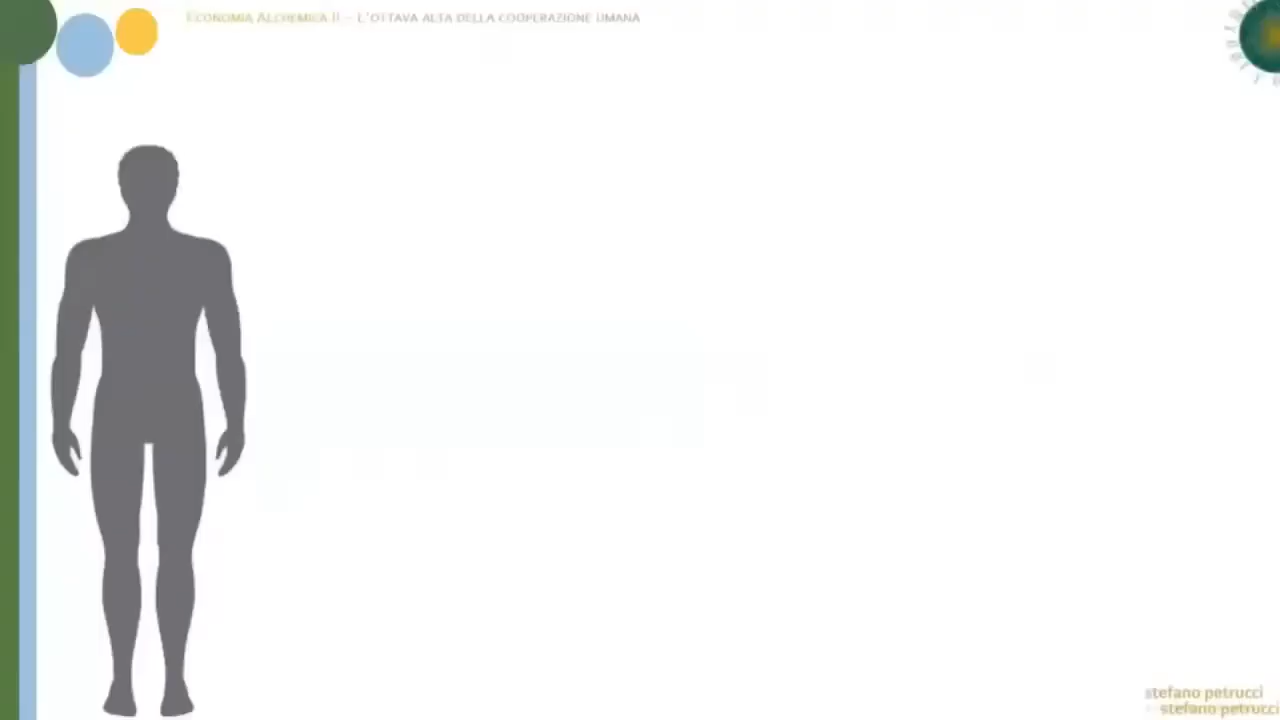 Economia Alchemica II – L'ottava alta della cooperazione umana
stefano petrucci
stefano petrucci